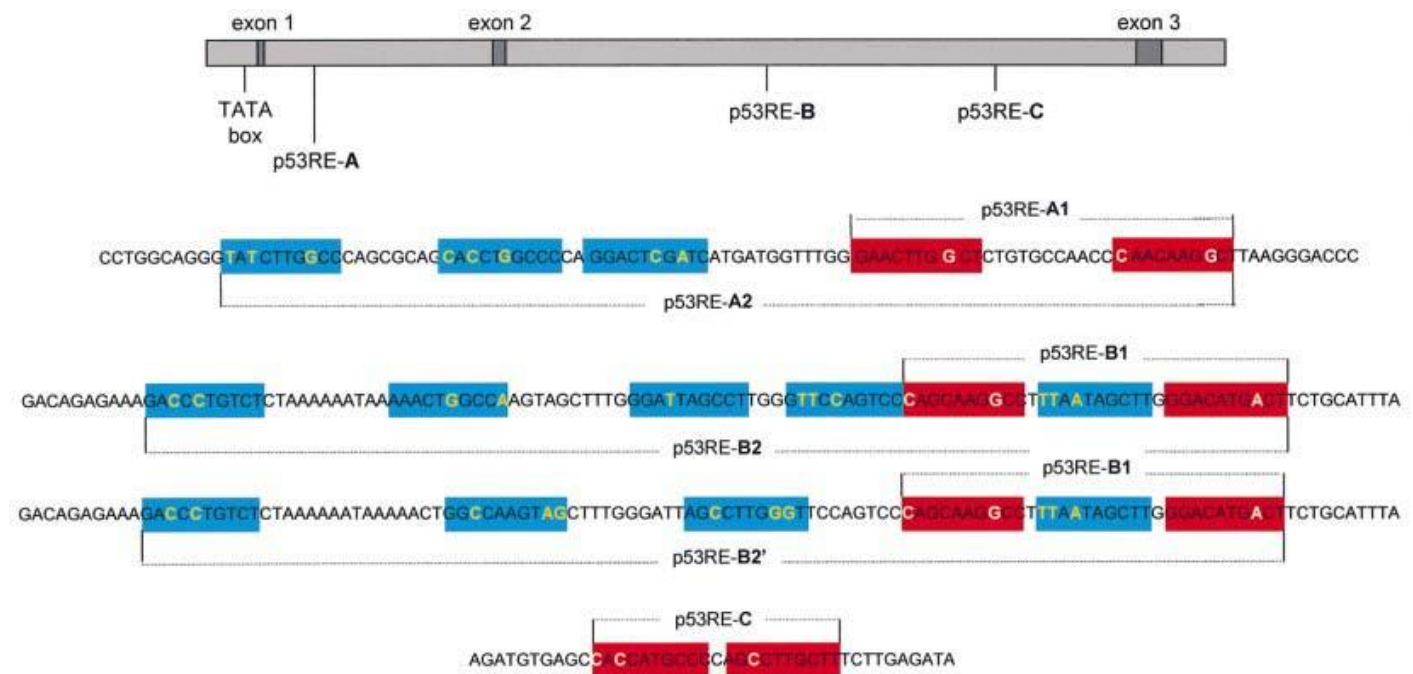 exon 1 exon 2 exon 3
TATA box p53RE-A p53RE-B p53RE-C
p53RE-A1
CCTGGCAGGGTATCTTGGCCCAGCGCAGCACCTGGCCCCAGGACTCGATCATGATGGTTTGGGAACTTGGCTCTGTGCCAACCCAACAAGGCTTAAGGGACCC
p53RE-A2
p53RE-B1
GACAGAGAAAGACCCTGTCTCTAAAAAATAAAAACTGGCCAAGTAGCTTTGGGATTAGCCTTGGGTTCCAGTCCCAGCAAGGCCTTTAATAGCTTGGGACATGACTTCTGCATTTA
p53RE-B2
p53RE-B1
GACAGAGAAAGACCCTGTCTCTAAAAAATAAAAACTGGCCAAGTAGCTTTGGGATTAGCCTTGGGTTCCAGTCCCAGCAAGGCCTTTAATAGCTTGGGACATGACTTCTGCATTTA
p53RE-B2'
p53RE-C
AGATGTGAGCCACCATGCCCCAGCCTTGCTTTCTTGAGATA